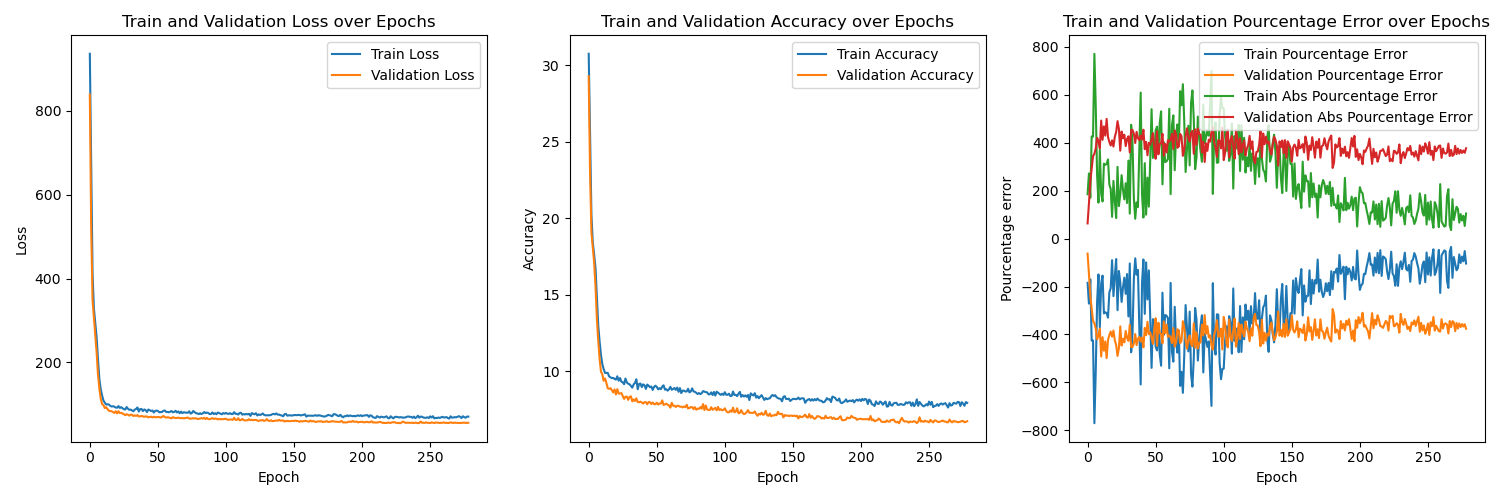 Train and Validation Loss over Epochs
Train Loss
Validation Loss
Loss
800
600
400
200
0
50
100
150
200
250
Epoch
Train and Validation Accuracy over Epochs
Train Accuracy
Validation Accuracy
Accuracy
30
25
20
15
10
0
50
100
150
200
250
Epoch
Train and Validation Pourcentage Error over Epochs
Train Pourcentage Error
Validation Pourcentage Error
Train Abs Pourcentage Error
Validation Abs Pourcentage Error
Pourcentage error
800
600
400
200
0
−200
−400
−600
−800
0
50
100
150
200
250
Epoch